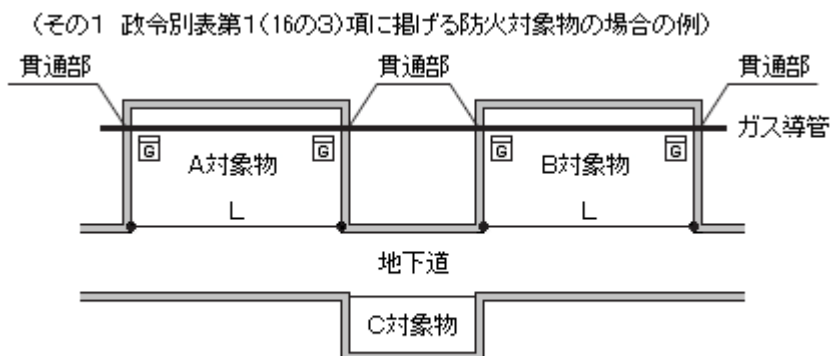 (その1 政令別表第1(16の3)項に掲げる防火対象物の場合の例)
貫通部 貫通部 貫通部
ガス導管
G G G G
A対象物 B対象物
L L
地下道
C対象物